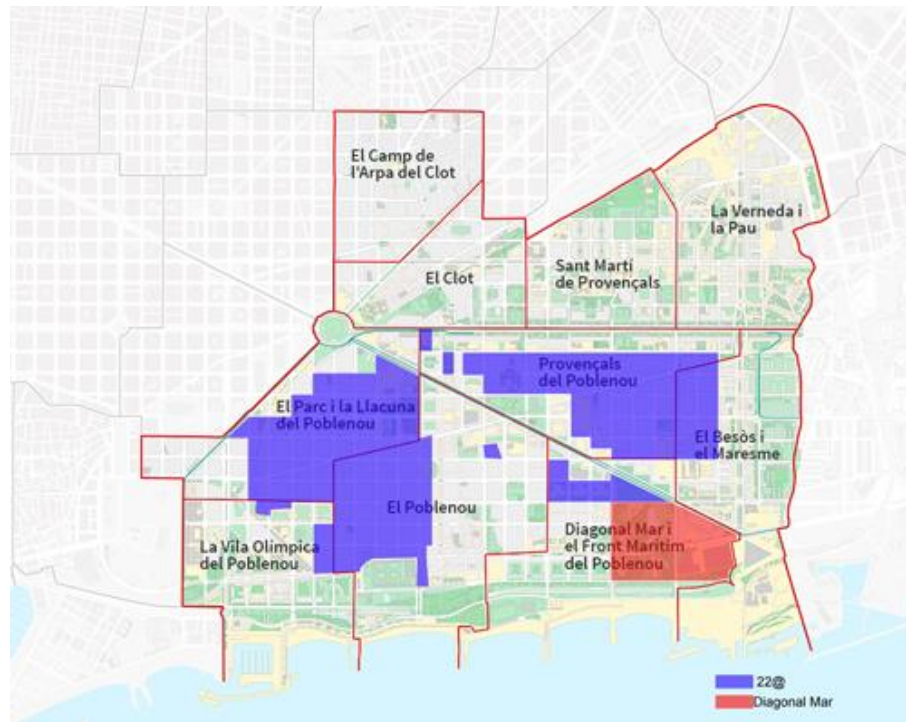 El Camp de
l'Arpa del Clot
La Verneda i
la Pau
El Clot
Sant Martí
de Provençals
Provençals
del Poblenou
El Parc i la Llacuna
del Poblenou
El Besòs i
el Maresme
El Poblenou
La Vila Olímpica
del Poblenou
Diagonal Mar i
el Front Marítim
del Poblenou
22@
Diagonal Mar